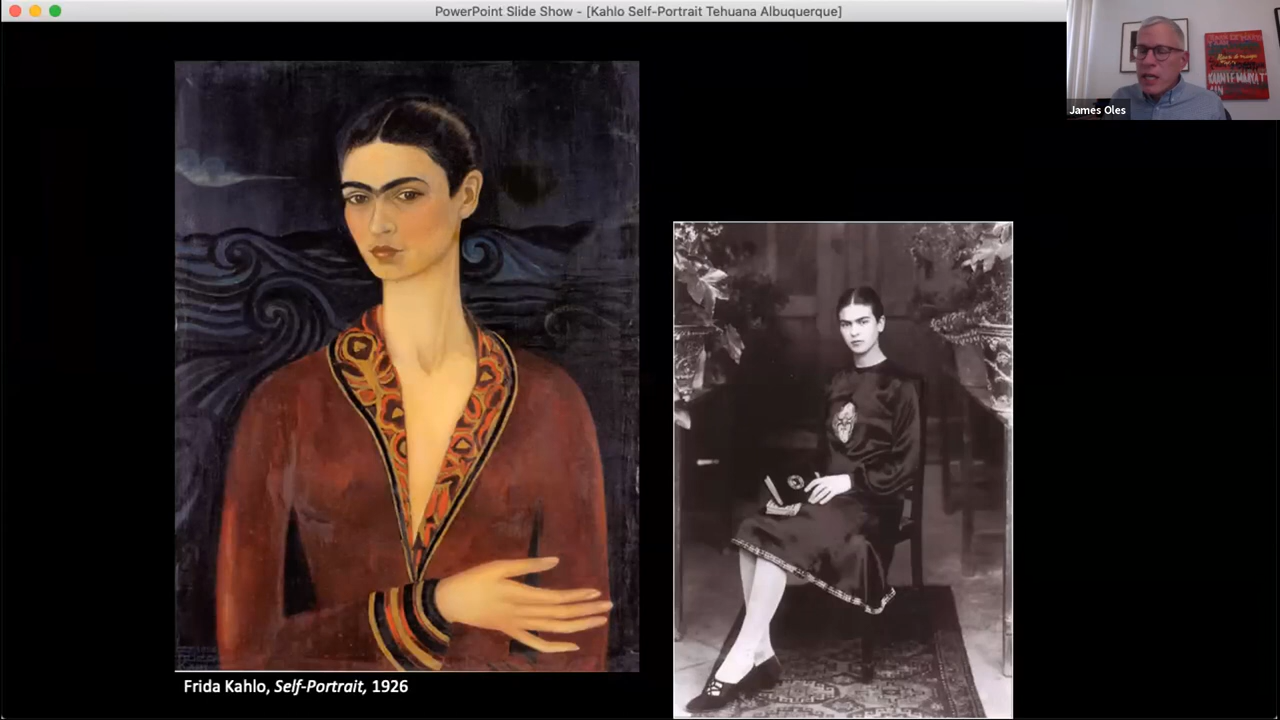 PowerPoint Slide Show - [Kahlo Self-Portrait Tehuana Albuquerque]
James Oles
Frida Kahlo, Self-Portrait, 1926